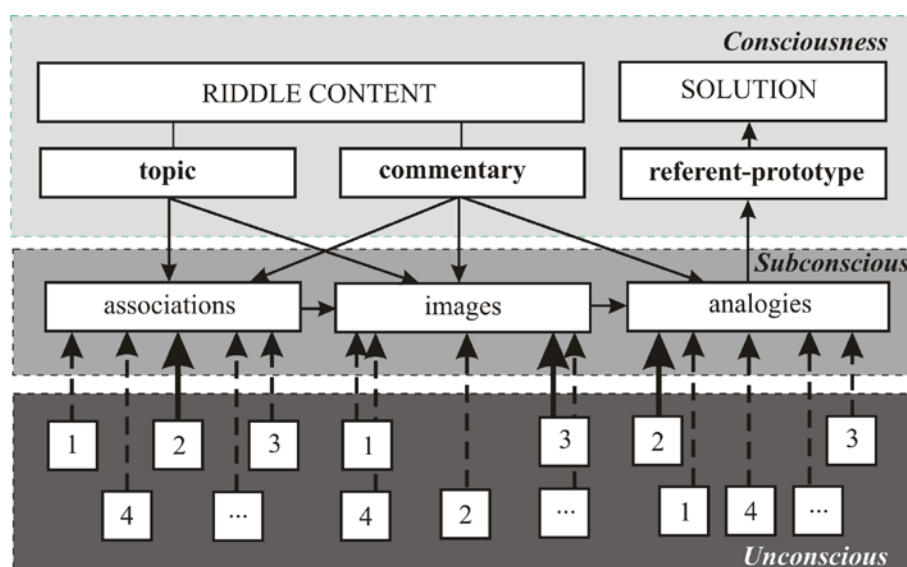 Consciousness
RIDDLE CONTENT
SOLUTION
topic
commentary
referent-prototype
Subconscious
associations
images
analogies
1
2
3
1
3
2
3
4
...
4
2
...
1
4
...
Unconscious